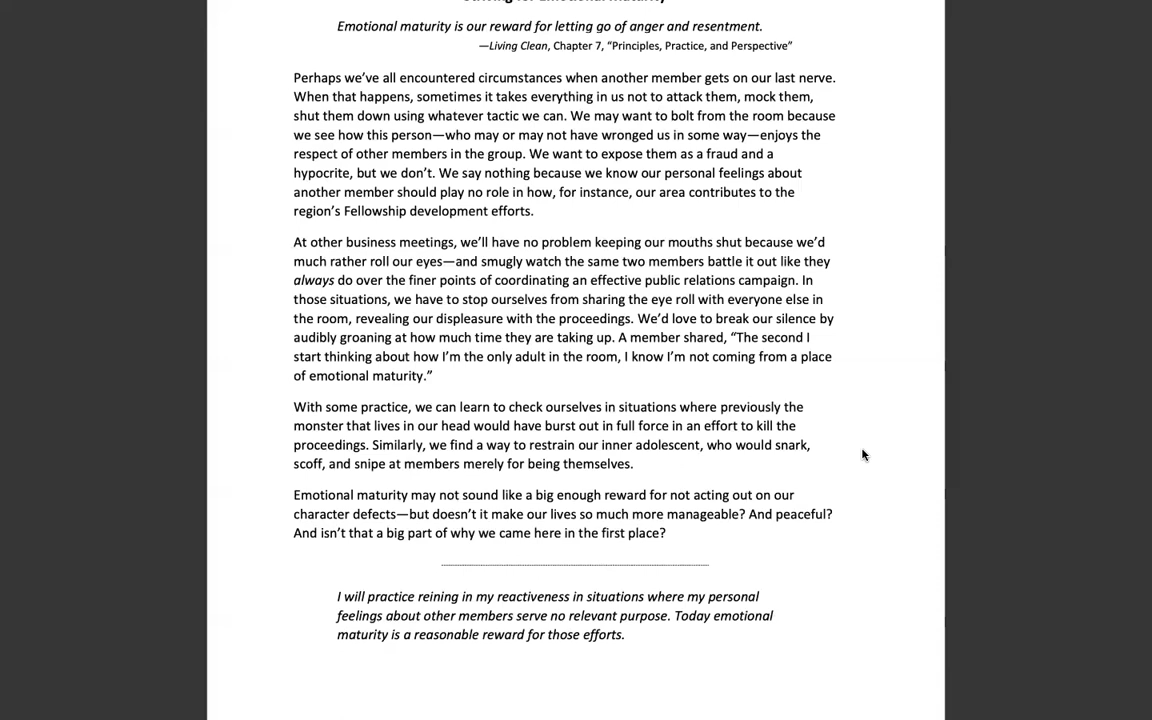 Striving for Emotional Maturity
Emotional maturity is our reward for letting go of anger and resentment.
—Living Clean, Chapter 7, “Principles, Practice, and Perspective”
Perhaps we’ve all encountered circumstances when another member gets on our last nerve.
When that happens, sometimes it takes everything in us not to attack them, mock them,
shut them down using whatever tactic we can. We may want to bolt from the room because
we see how this person—who may or may not have wronged us in some way—enjoys the
respect of other members in the group. We want to expose them as a fraud and a
hypocrite, but we don’t. We say nothing because we know our personal feelings about
another member should play no role in how, for instance, our area contributes to the
region’s Fellowship development efforts.
At other business meetings, we’ll have no problem keeping our mouths shut because we’d
much rather roll our eyes—and smugly watch the same two members battle it out like they
always do over the finer points of coordinating an effective public relations campaign. In
those situations, we have to stop ourselves from sharing the eye roll with everyone else in
the room, revealing our displeasure with the proceedings. We’d love to break our silence by
audibly groaning at how much time they are taking up. A member shared, “The second I
start thinking about how I’m the only adult in the room, I know I’m not coming from a place
of emotional maturity.”
With some practice, we can learn to check ourselves in situations where previously the
monster that lives in our head would have burst out in full force in an effort to kill the
proceedings. Similarly, we find a way to restrain our inner adolescent, who would snark,
scoff, and snipe at members merely for being themselves.
Emotional maturity may not sound like a big enough reward for not acting out on our
character defects—but doesn’t it make our lives so much more manageable? And peaceful?
And isn’t that a big part of why we came here in the first place?
I will practice reining in my reactiveness in situations where my personal
feelings about other members serve no relevant purpose. Today emotional
maturity is a reasonable reward for those efforts.